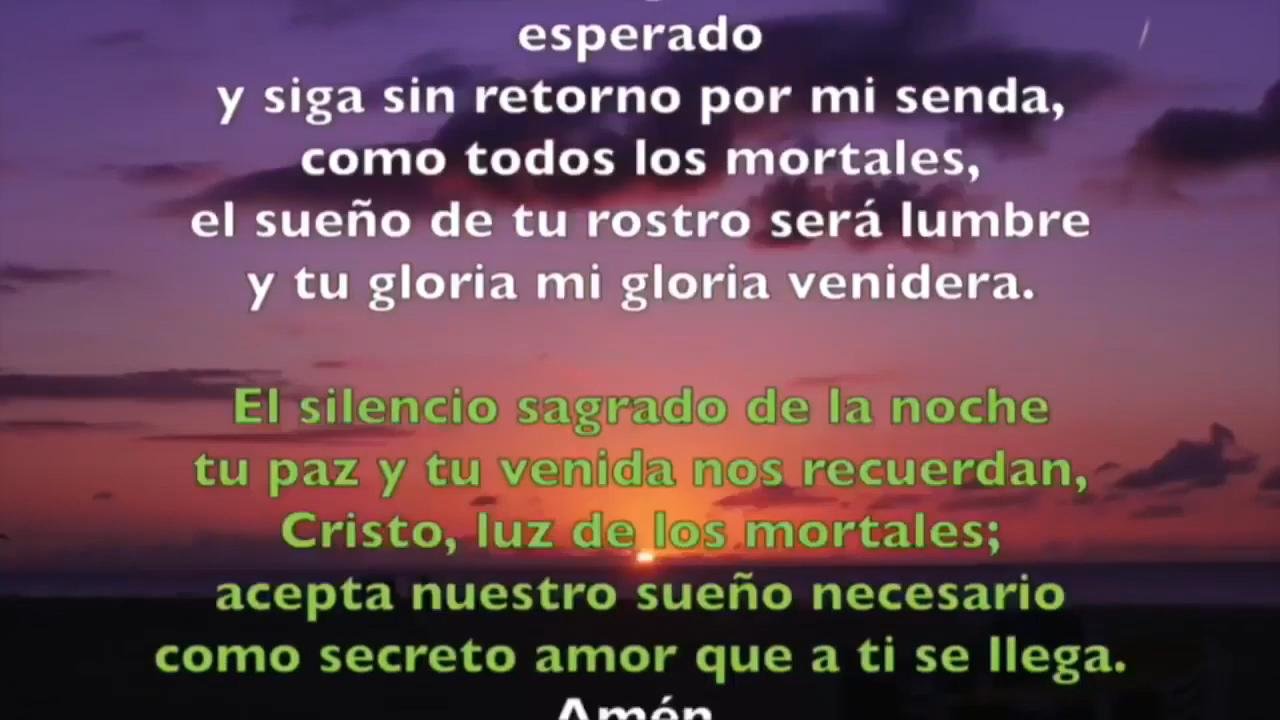 esperado
y siga sin retorno por mi senda,
como todos los mortales,
el sueño de tu rostro será lumbre
y tu gloria mi gloria venidera.
El silencio sagrado de la noche
tu paz y tu venida nos recuerdan,
Cristo, luz de los mortales;
acepta nuestro sueño necesario
como secreto amor que a ti se llega.
Amén